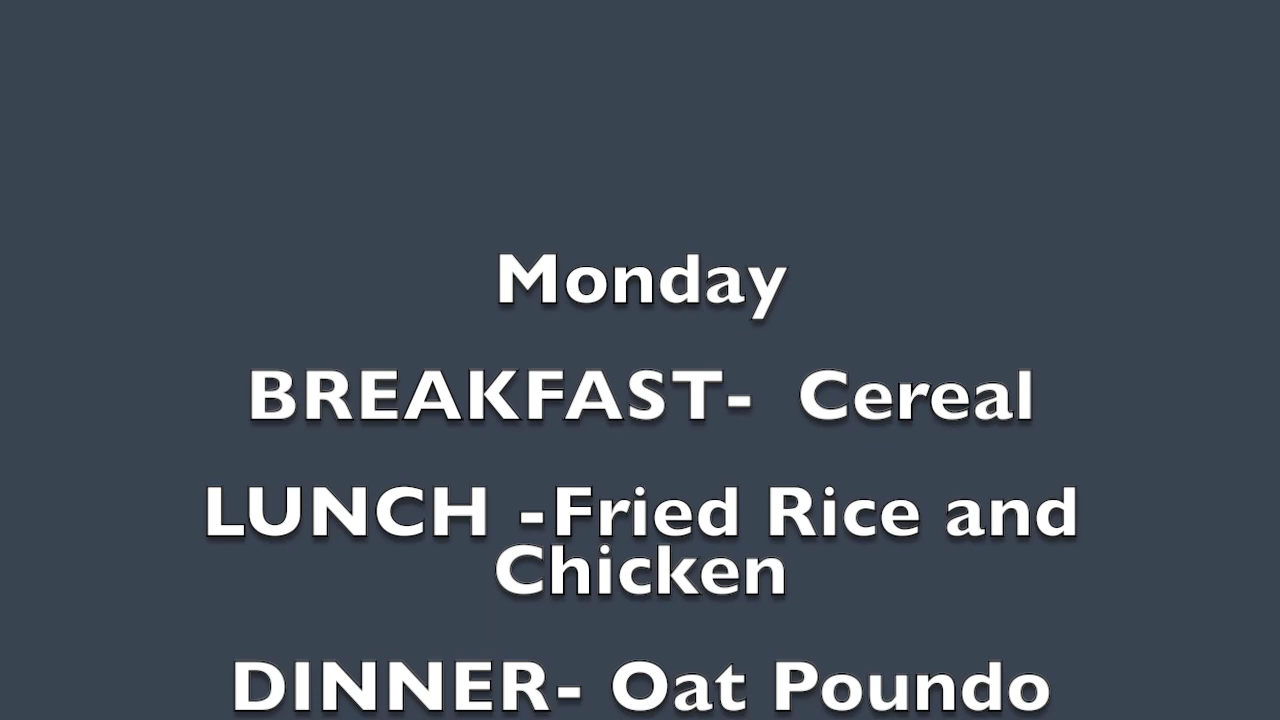 Monday
BREAKFAST-  Cereal
LUNCH -Fried Rice and
Chicken
DINNER- Oat Poundo